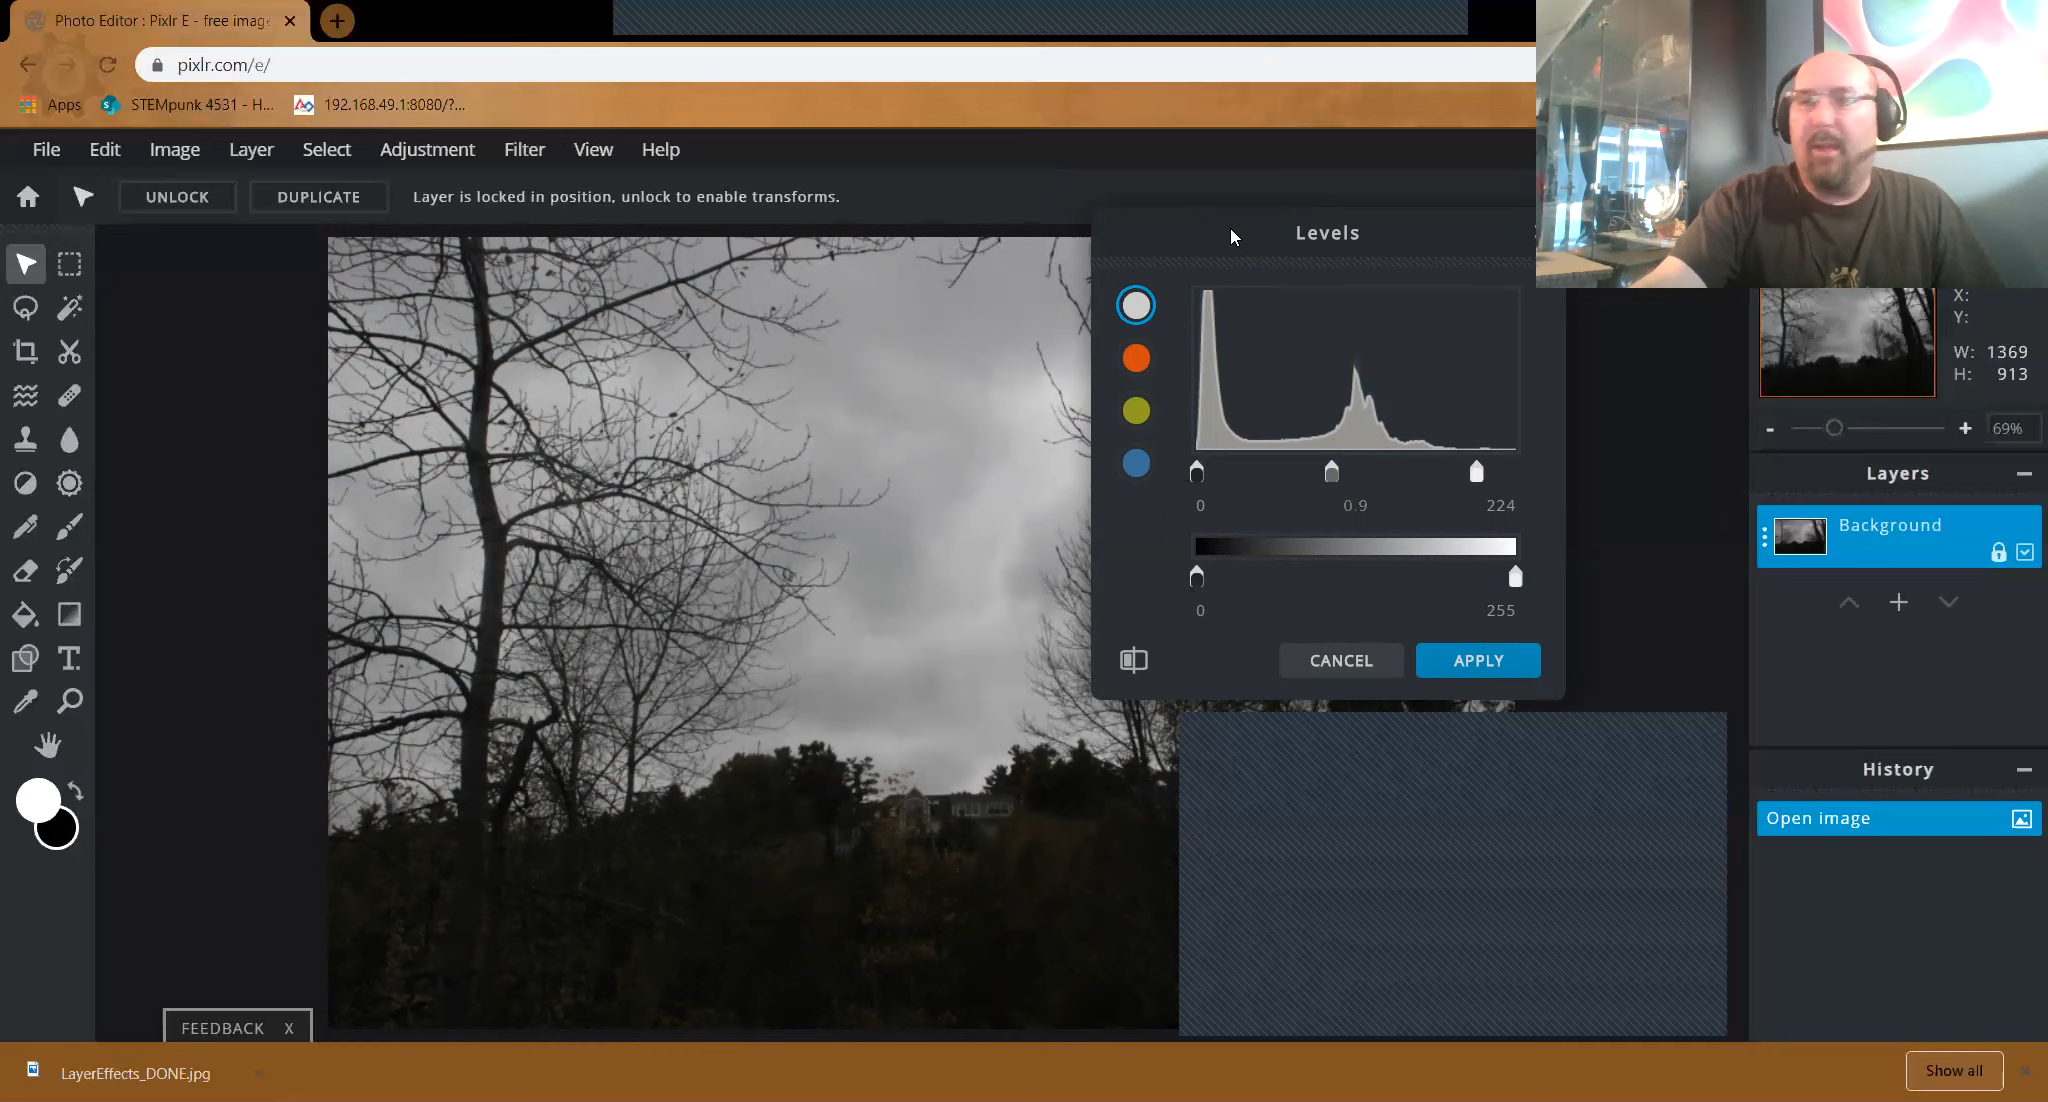 Photo Editor : Pixlr E - free imag
pixlr.com/e/
Apps STEMpunk 4531 - H... 192.168.49.1:8080/?...
File Edit Image Layer Select Adjustment Filter View Help
UNLOCK DUPLICATE Layer is locked in position, unlock to enable transforms.
Levels
X:
Y:
W: 1369
H: 913
- + 69%
0 0.9 224
0 255
CANCEL APPLY
Layers
Background
History
Open image
FEEDBACK X
LayerEffects_DONE.jpg
Show all